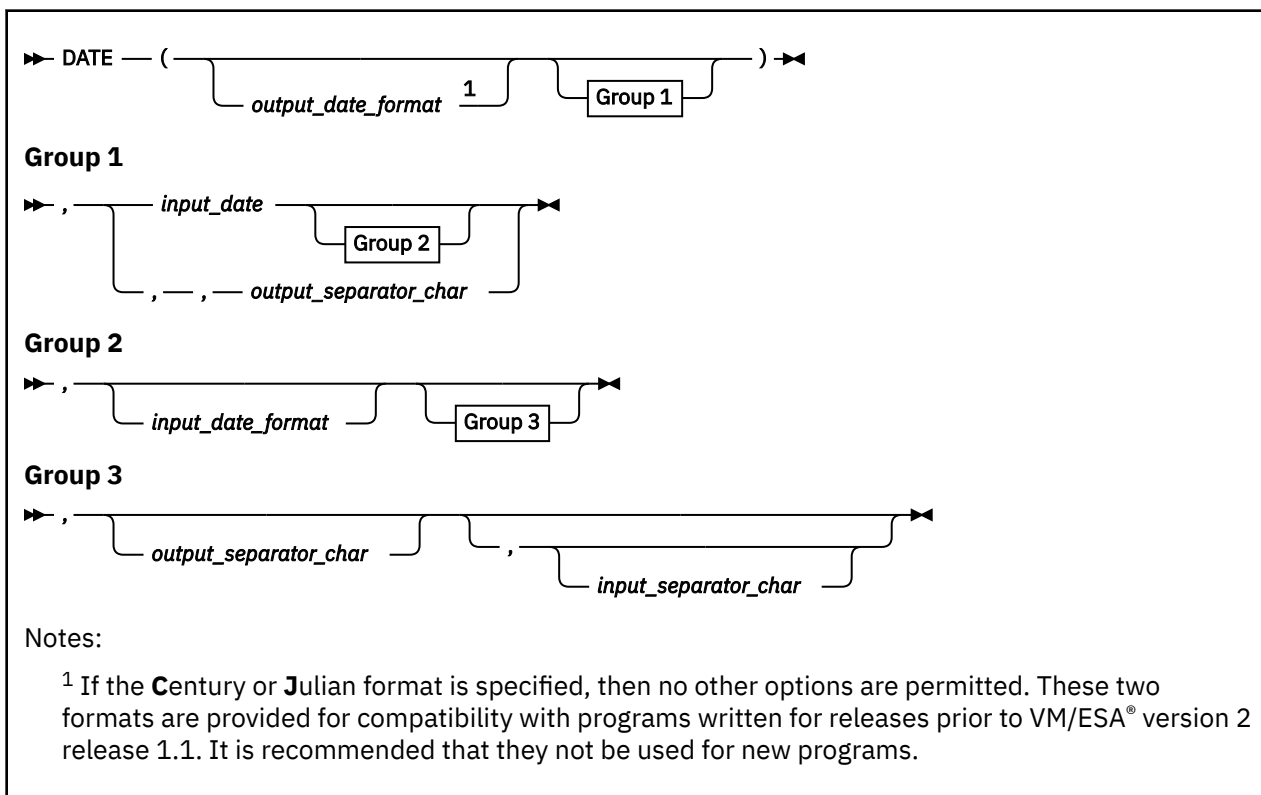 DATE ( ) 
output_date_format 1 Group 1
Group 1
, input_date
Group 2
, , output_separator_char
Group 2
,
input_date_format Group 3
Group 3
,
output_separator_char ,
input_separator_char
Notes:
1 If the Century or Julian format is specified, then no other options are permitted. These two
formats are provided for compatibility with programs written for releases prior to VM/ESA® version 2
release 1.1. It is recommended that they not be used for new programs.